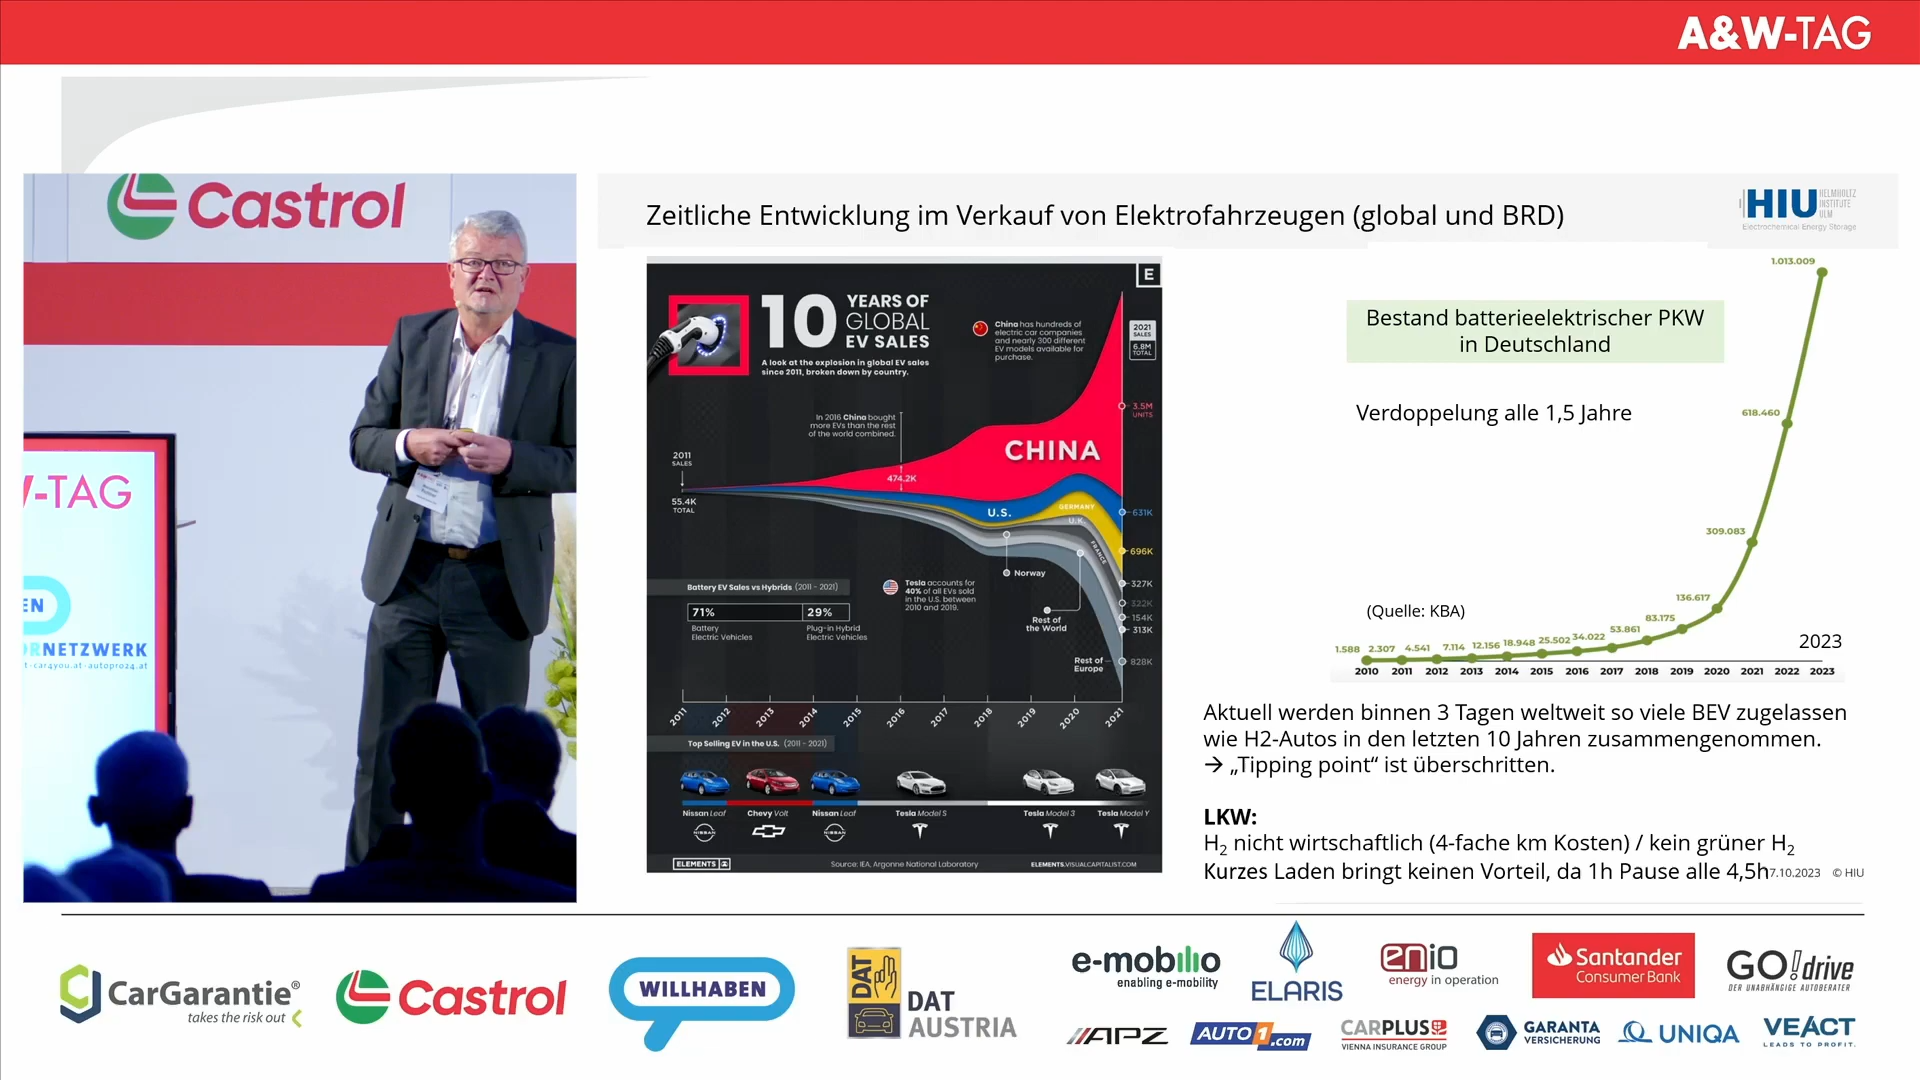 A&W-TAG
Castrol
-TAG
EN
RNETZWERK
Zeitliche Entwicklung im Verkauf von Elektrofahrzeugen (global und BRD)
HIU
HELMHOLTZ
INSTITUTE
ULM
Electrochemical Energy Storage
E
10 YEARS OF
GLOBAL
EV SALES
A look at the explosion in global EV sales
since 2011, broken down by country.
China has hundreds of
electric car companies
and nearly 300 different
EV models available for
purchase.
2021
SALES
6.8M
TOTAL
In 2016 China bought
more EVs than the rest
of the world combined.
3.5M
UNITS
CHINA
2011
SALES
474.2K
55.4K
TOTAL
U.S.
GERMANY
U.K.
FRANCE
631K
696K
Norway
327K
322K
154K
313K
Rest of
the World
Rest of
Europe
828K
Battery EV Sales vs Hybrids (2011 - 2021)
71%
29%
Battery
Electric Vehicles
Plug-in Hybrid
Electric Vehicles
Tesla accounts for
40% of all EVs sold
in the U.S. between
2010 and 2019.
2011 2012 2013 2014 2015 2016 2017 2018 2019 2020 2021
Top Selling EV in the U.S. (2011 - 2021)
Nissan Leaf
Chevy Volt
Nissan Leaf
Tesla Model S
Tesla Model 3
Tesla Model Y
ELEMENTS
Source: IEA, Argonne National Laboratory
ELEMENTS.VISUALCAPITALIST.COM
Bestand batterieelektrischer PKW
in Deutschland
Verdoppelung alle 1,5 Jahre
(Quelle: KBA)
1.588 2.307 4.541 7.114 12.156 18.948 25.502 34.022 53.861 83.175 136.617 309.083 618.460 1.013.009
2023
2010 2011 2012 2013 2014 2015 2016 2017 2018 2019 2020 2021 2022 2023
Aktuell werden binnen 3 Tagen weltweit so viele BEV zugelassen
wie H2-Autos in den letzten 10 Jahren zusammengenommen.
→ „Tipping point“ ist überschritten.
LKW:
H₂ nicht wirtschaftlich (4-fache km Kosten) / kein grüner H₂
Kurzes Laden bringt keinen Vorteil, da 1h Pause alle 4,5h
7.10.2023 © HIU
CarGarantie®
takes the risk out
Castrol
WILLHABEN
DAT
DAT
AUSTRIA
e-mobilio
enabling e-mobility
ELARIS
enio
energy in operation
Santander
Consumer Bank
GO!drive
DER UNABHÄNGIGE AUTOBERATER
APZ
AUTO1.com
CARPLUS
VIENNA INSURANCE GROUP
GARANTA
VERSICHERUNG
UNIQA
VEACT
LEADS TO PROFIT.